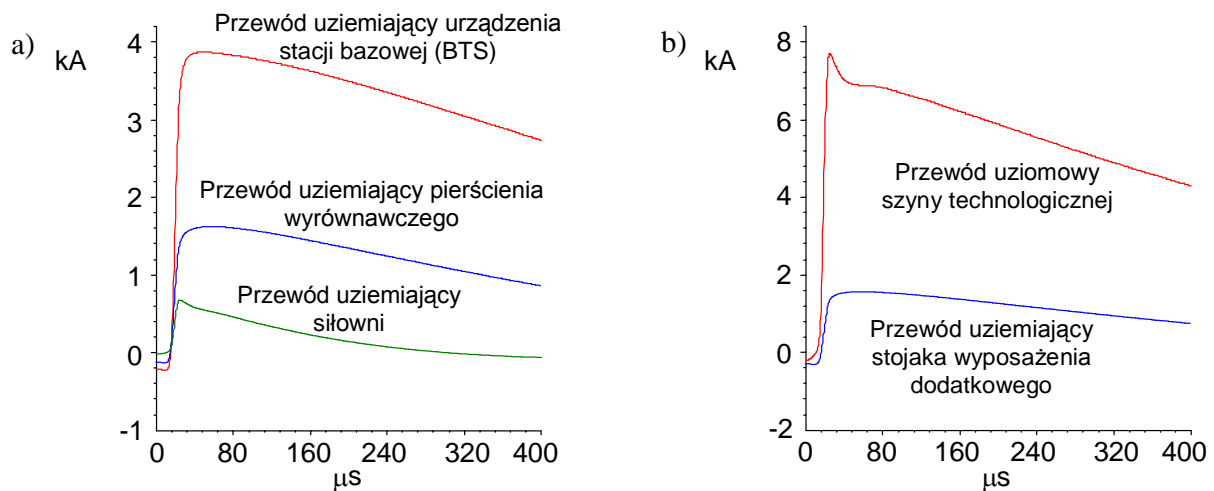 a)
kA
Przewód uziemiający urządzenia
stacji bazowej (BTS)
Przewód uziemiający pierścienia
wyrównawczego
Przewód uziemiający
siłowni
4
3
2
1
0
-1
0 80 160 240 320 400
μs
b)
kA
Przewód uziomowy
szyny technologicznej
Przewód uziemiający
stojaka wyposażenia
dodatkowego
8
6
4
2
0
-2
0 80 160 240 320 400
μs